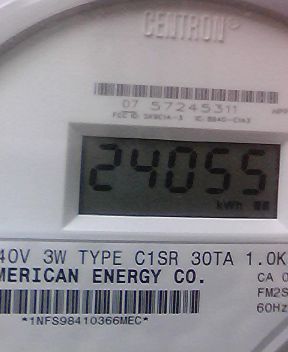 CENTRON®
07 57245311
24055
kWh
40V 3W TYPE C1SR 30TA 1.0K
MERICAN ENERGY CO.
CA 0
FM2S
60Hz
*1NFS98410366MEC*